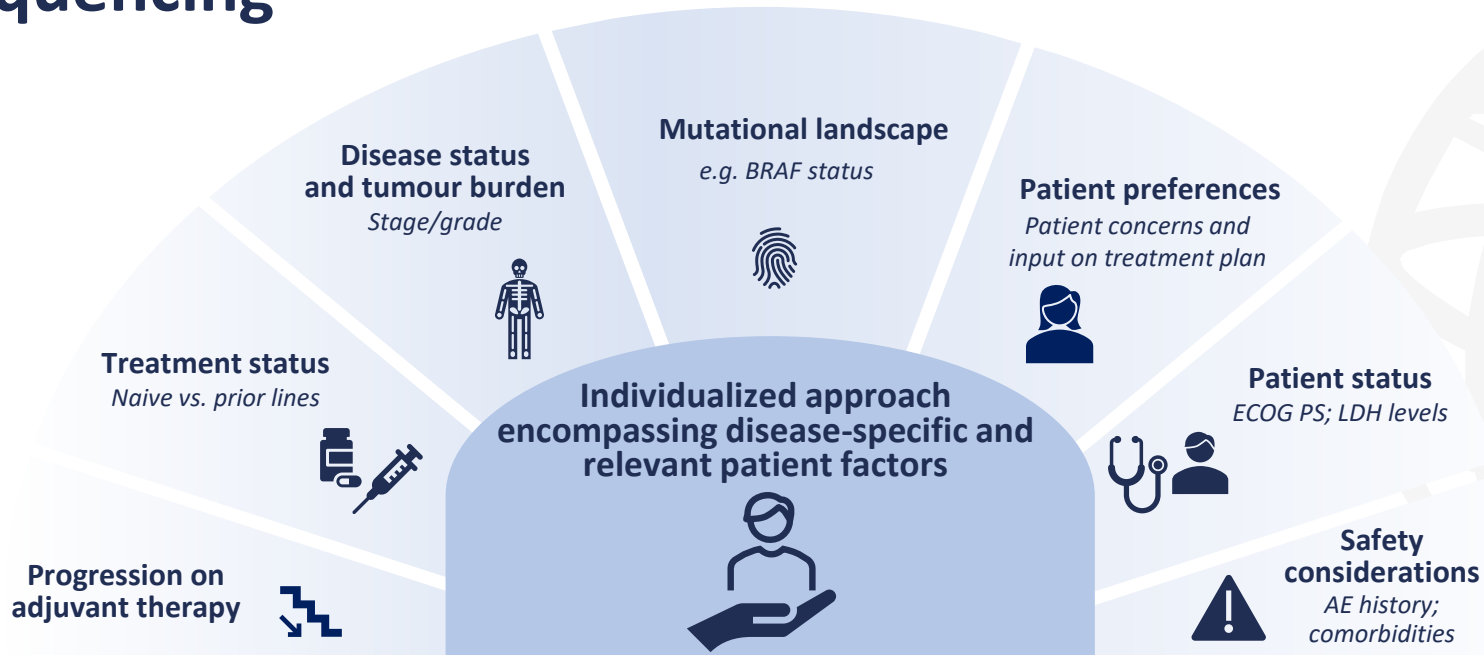 Mutational landscape
e.g. BRAF status
Disease status
and tumour burden
Stage/grade
Patient preferences
Patient concerns and
input on treatment plan
Treatment status
Naive vs. prior lines
Patient status
ECOG PS; LDH levels
Individualized approach
encompassing disease-specific and
relevant patient factors
Progression on
adjuvant therapy
Safety
considerations
AE history;
comorbidities